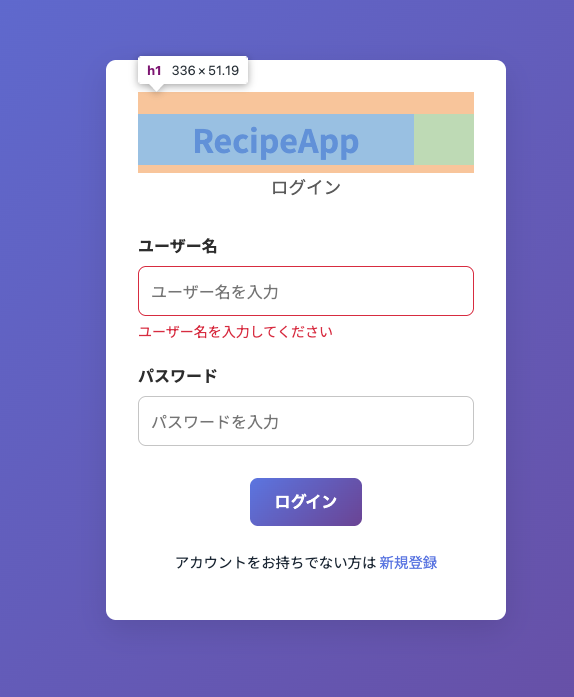 h1 336×51.19
RecipeApp
ログイン
ユーザー名
ユーザー名を入力
ユーザー名を入力してください
パスワード
パスワードを入力
ログイン
アカウントをお持ちでない方は 新規登録